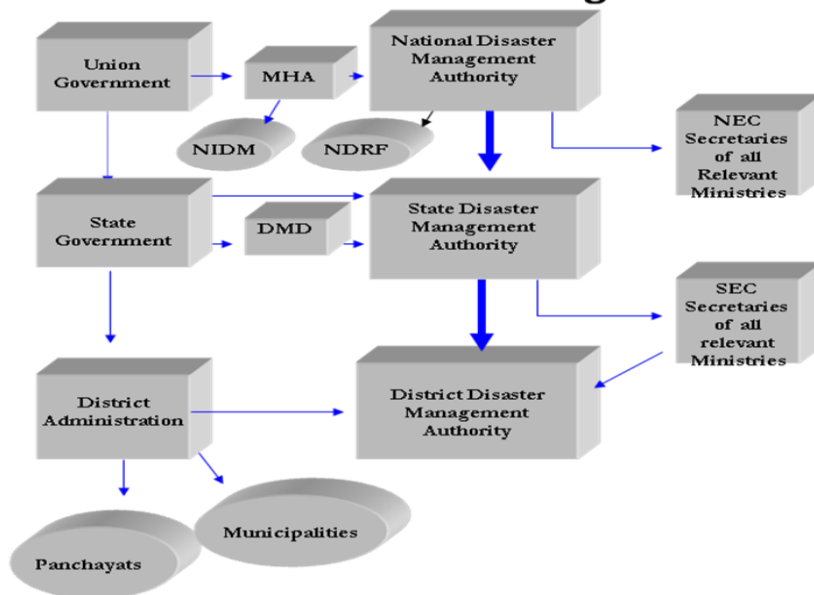 Union
Government
MHA
National Disaster
Management
Authority
NIDM
NDRF
NEC
Secretaries
of all
Relevant
Ministries
State
Government
DMD
State Disaster
Management
Authority
SEC
Secretaries
of all
relevant
Ministries
District
Administration
District Disaster
Management
Authority
Municipalities
Panchayats